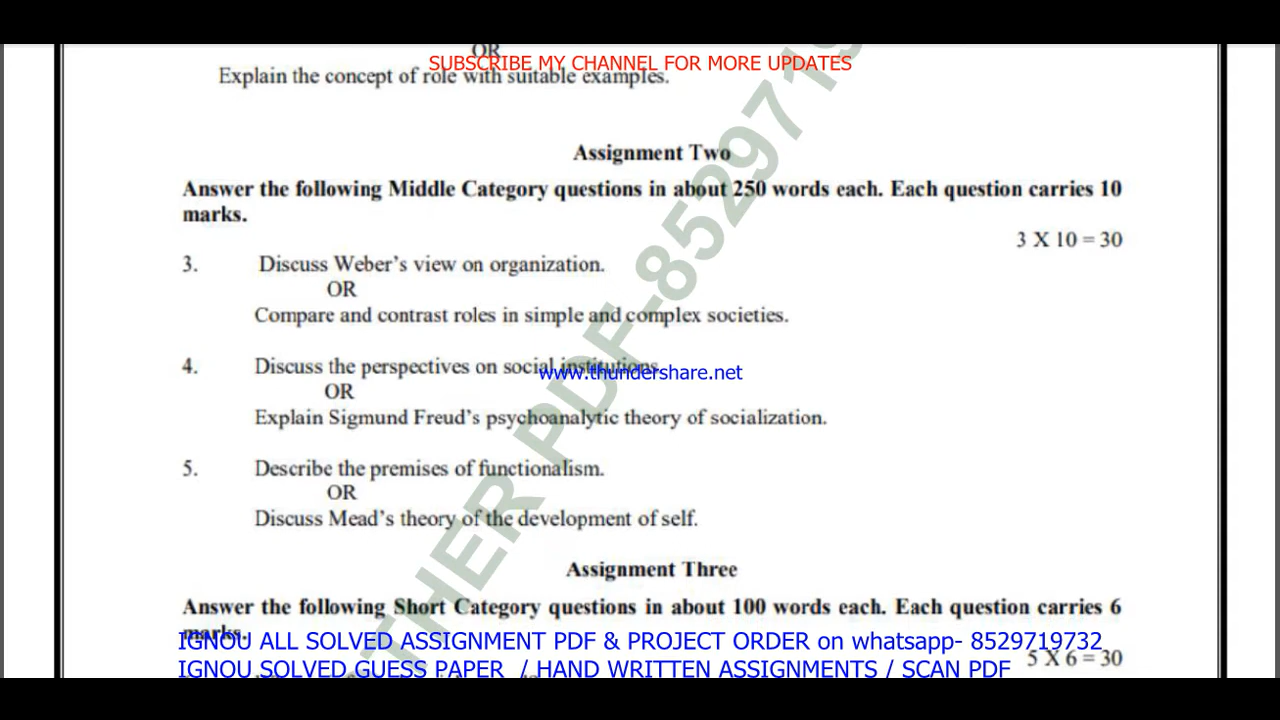 OR
SUBSCRIBE MY CHANNEL FOR MORE UPDATES
Explain the concept of role with suitable examples.
Assignment Two
Answer the following Middle Category questions in about 250 words each. Each question carries 10
marks.
3 X 10 = 30
3. Discuss Weber's view on organization.
OR
Compare and contrast roles in simple and complex societies.
4. Discuss the perspectives on social institutions.
www.thundershare.net
OR
Explain Sigmund Freud's psychoanalytic theory of socialization.
5. Describe the premises of functionalism.
OR
Discuss Mead's theory of the development of self.
Assignment Three
Answer the following Short Category questions in about 100 words each. Each question carries 6
marks.
IGNOU ALL SOLVED ASSIGNMENT PDF & PROJECT ORDER on whatsapp- 8529719732
5 X 6 = 30
IGNOU SOLVED GUESS PAPER / HAND WRITTEN ASSIGNMENTS / SCAN PDF
THER PDF-8529719